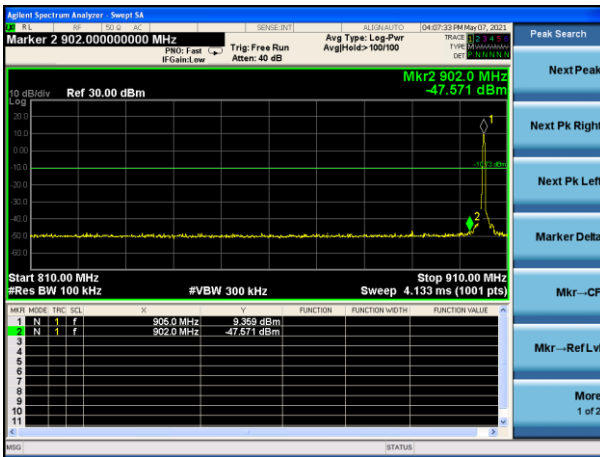 Agilent Spectrum Analyzer - Swept SA
RL RF 50 Ω AC SENSE:INT ALIGNAUTO 04:07:33 PM May 07, 2021
Marker 2 902.000000000 MHz
PNO: Fast
IFGain:Low
Trig: Free Run
Atten: 40 dB
Avg Type: Log-Pwr
Avg|Hold:>100/100
TRACE 1 2 3 4 5 6
TYPE M
DET P N N N N N
Peak Search
Mkr2 902.0 MHz
-47.571 dBm
10 dB/div Ref 30.00 dBm
Log
20.0
10.0
0.00
-10.0
-20.0
-30.0
-40.0
-50.0
-60.0
1
2
Start 810.00 MHz
Stop 910.00 MHz
#Res BW 100 kHz
#VBW 300 kHz
Sweep 4.133 ms (1001 pts)
MKR MODE TRC SCL X Y FUNCTION FUNCTION WIDTH FUNCTION VALUE
1 N 1 f 905.0 MHz 9.359 dBm
2 N 1 f 902.0 MHz -47.571 dBm
3
4
5
6
7
8
9
10
11
MSG STATUS
Next Peak
Next Pk Right
Next Pk Left
Marker Delta
Mkr→CF
Mkr→Ref Lvl
More
1 of 2